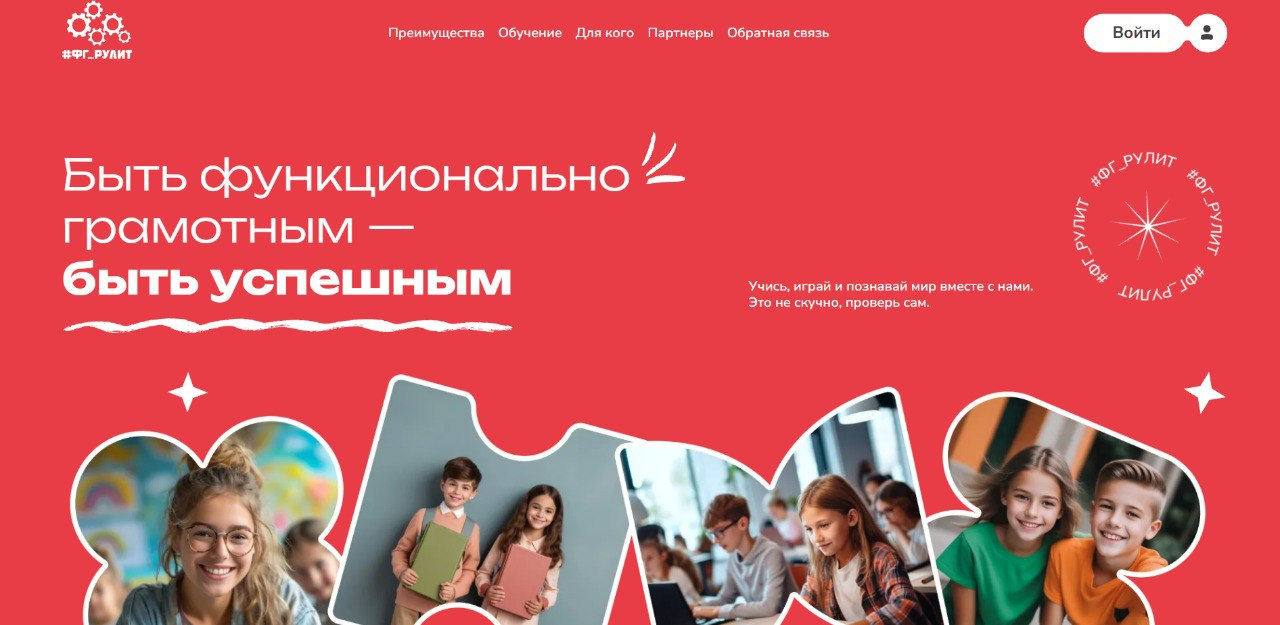 #ФГ_РУЛИТ
Преимущества Обучение Для кого Партнеры Обратная связь
Войти
Быть функционально
грамотным —
быть успешным
Учись, играй и познавай мир вместе с нами.
Это не скучно, проверь сам.
#ФГ_РУЛИТ #ФГ_РУЛИТ #ФГ_РУЛИТ #ФГ_РУЛИТ